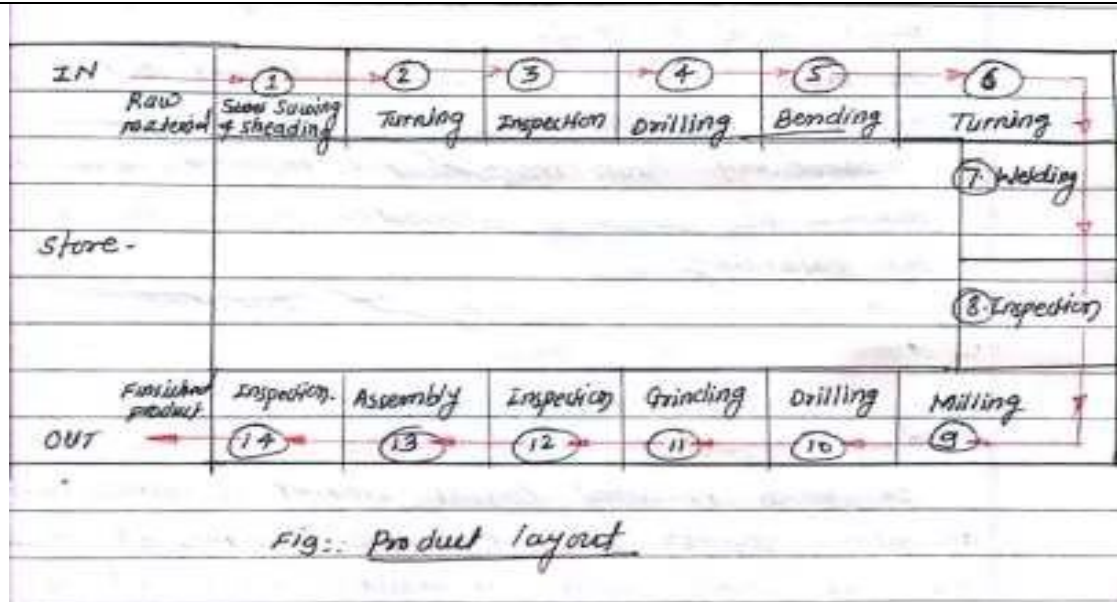 IN
1 2 3 4 5 6
Raw material
Sawing & sheading
Turning
Inspection
Drilling
Bending
Turning
7. Welding
Store -
8. Inspection
Finished product
Inspection.
Assembly
Inspection
Grinding
Drilling
Milling
OUT
14 13 12 11 10 9
Fig:. Product layout